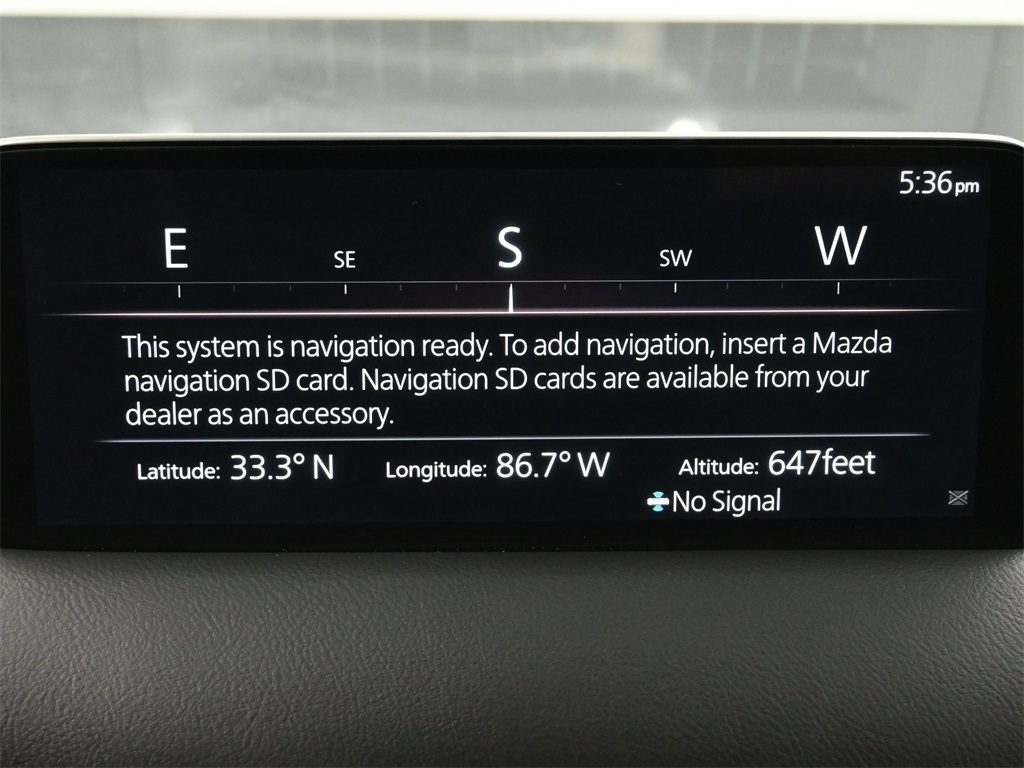 5:36pm
E SE S SW W
This system is navigation ready. To add navigation, insert a Mazda
navigation SD card. Navigation SD cards are available from your
dealer as an accessory.
Latitude: 33.3° N Longitude: 86.7° W Altitude: 647feet
No Signal